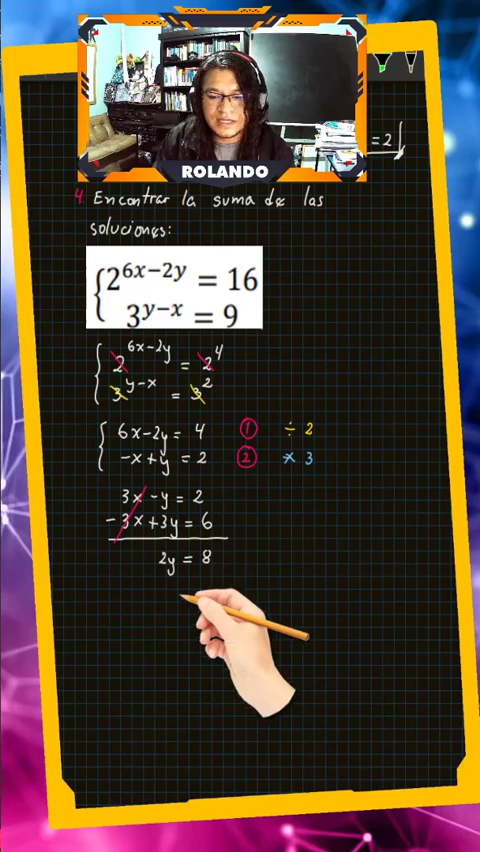 ROLANDO
=2
4. Encontrar la suma de las
soluciones:
{2^{6x−2y} = 16
3^{y−x} = 9
{2^{6x-2y} = 2^4
3^{y-x} = 3^2
{6x-2y = 4 ① ÷ 2
-x+y = 2 ② × 3
3x -y = 2
-3x+3y = 6
2y = 8